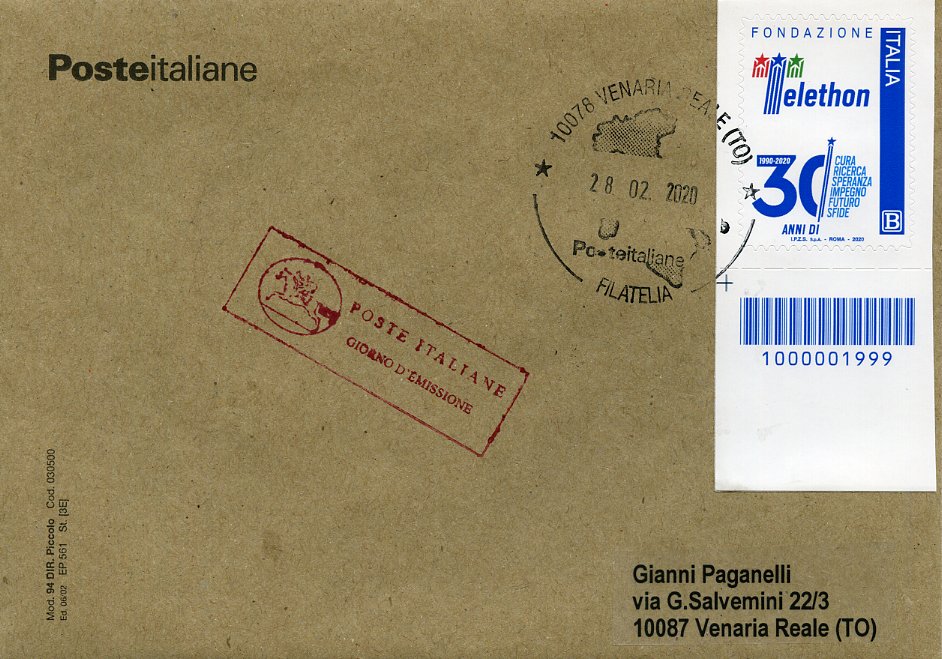 Posteitaliane
FONDAZIONE
ITALIA
Telethon
1990-2020
30
ANNI DI
CURA
RICERCA
SPERANZA
IMPEGNO
FUTURO
SFIDE
B
I.P.Z.S. S.p.A. - ROMA - 2020
10078 VENARIA REALE (TO)
28 02. 2020
Posteitaliane
FILATELIA
1000001999
POSTE ITALIANE
GIORNO D'EMISSIONE
Mod. 94 DIR. Piccolo Cod. 030500
Ed. 06/02 EP 561 St. [3E]
Gianni Paganelli
via G.Salvemini 22/3
10087 Venaria Reale (TO)